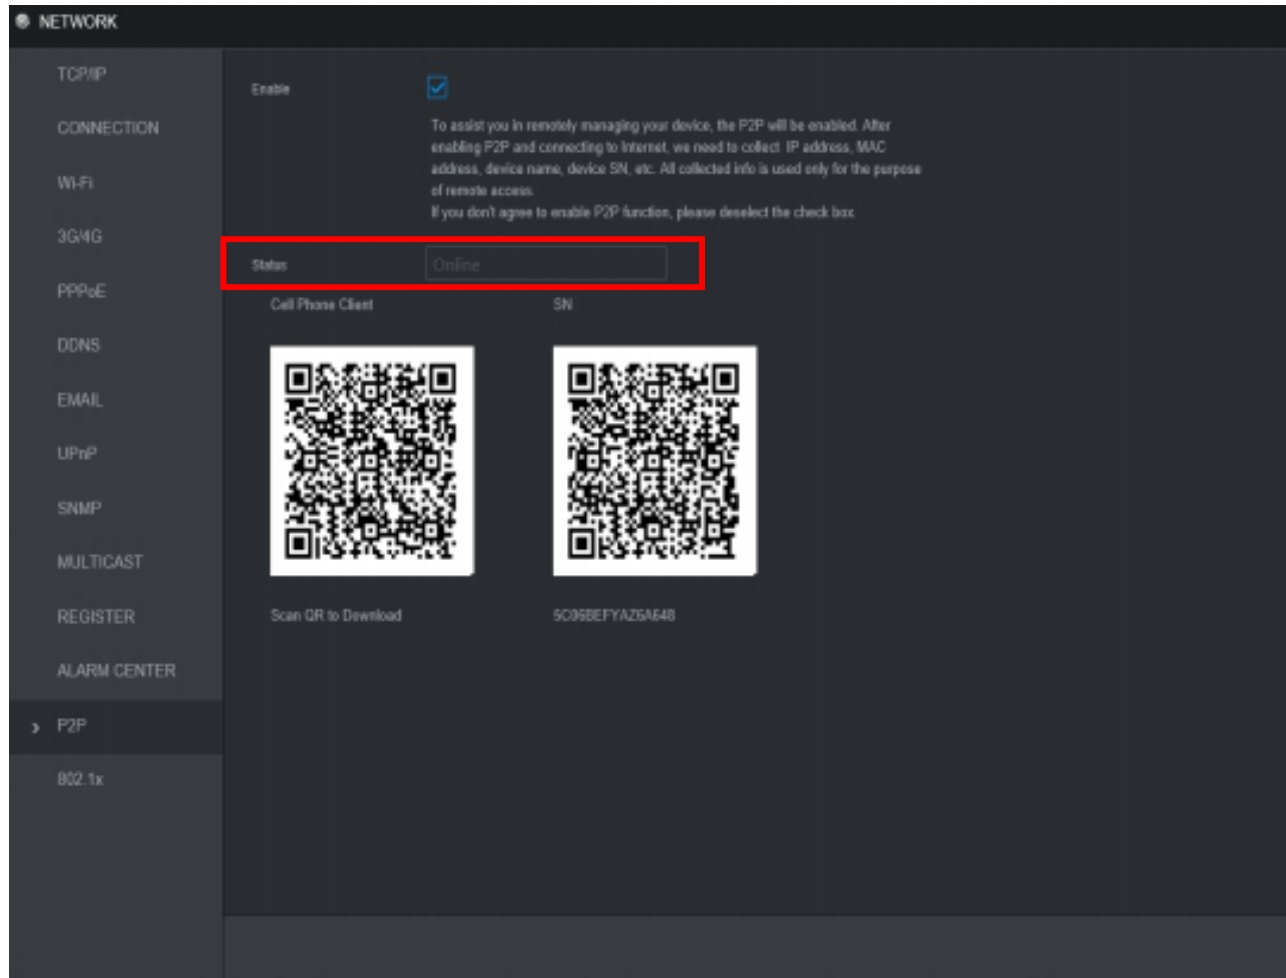 NETWORK
TCP/IP
CONNECTION
Wi-Fi
3G/4G
PPPoE
DDNS
EMAIL
UPnP
SNMP
MULTICAST
REGISTER
ALARM CENTER
P2P
802.1x
Enable
To assist you in remotely managing your device, the P2P will be enabled. After
enabling P2P and connecting to Internet, we need to collect IP address, MAC
address, device name, device SN, etc. All collected info is used only for the purpose
of remote access.
If you don't agree to enable P2P function, please deselect the check box.
Status Online
Cell Phone Client SN
Scan QR to Download